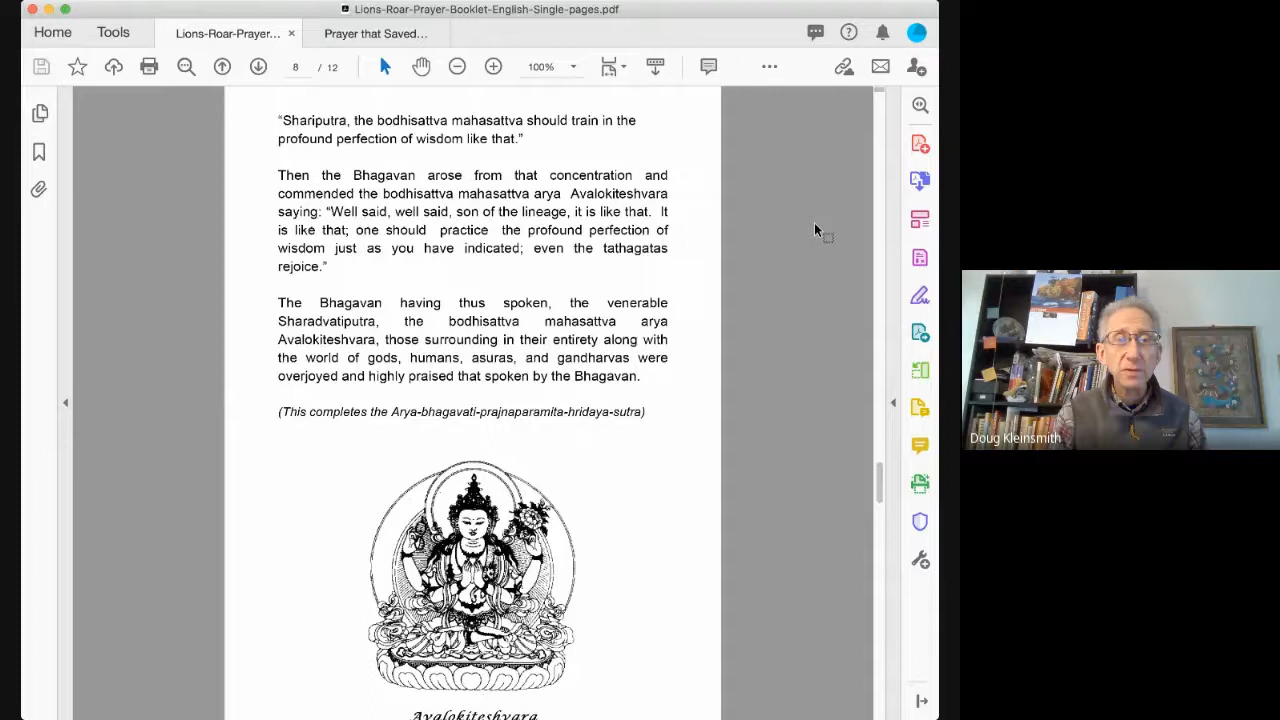 Lions-Roar-Prayer-Booklet-English-Single-pages.pdf
Home Tools Lions-Roar-Prayer... × Prayer that Saved...
8 / 12 100%
“Shariputra, the bodhisattva mahasattva should train in the
profound perfection of wisdom like that.”
Then the Bhagavan arose from that concentration and
commended the bodhisattva mahasattva arya Avalokiteshvara
saying: “Well said, well said, son of the lineage, it is like that. It
is like that; one should practice the profound perfection of
wisdom just as you have indicated; even the tathagatas
rejoice.”
The Bhagavan having thus spoken, the venerable
Sharadvatiputra, the bodhisattva mahasattva arya
Avalokiteshvara, those surrounding in their entirety along with
the world of gods, humans, asuras, and gandharvas were
overjoyed and highly praised that spoken by the Bhagavan.
(This completes the Arya-bhagavati-prajnaparamita-hridaya-sutra)
Avalokiteshvara
Doug Kleinsmith